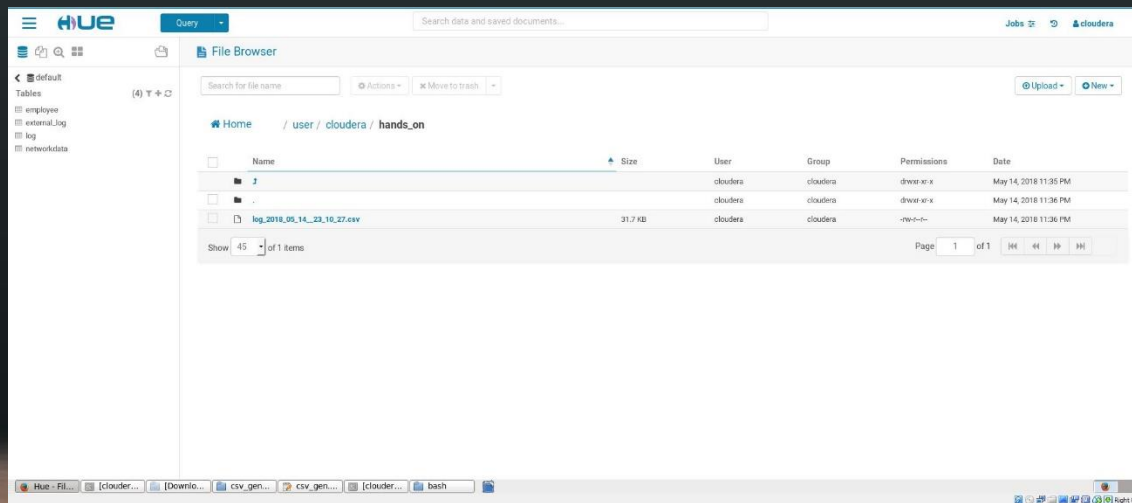 HUE
Query
Search data and saved documents...
Jobs
cloudera
File Browser
default
Tables
(4)
employee
external_log
log
networkdata
Search for file name
Actions
Move to trash
Upload
New
Home / user / cloudera / hands_on
Name Size User Group Permissions Date
cloudera cloudera drwxr-xr-x May 14, 2018 11:35 PM
. cloudera cloudera drwxr-xr-x May 14, 2018 11:36 PM
log_2018_05_14__23_10_27.csv 31.7 KB cloudera cloudera -rw-r--r-- May 14, 2018 11:36 PM
Show 45 of 1 items
Page 1 of 1
Hue - Fil... [clouder... [Downlo... csv_gen... csv_gen.... [clouder... bash
Right